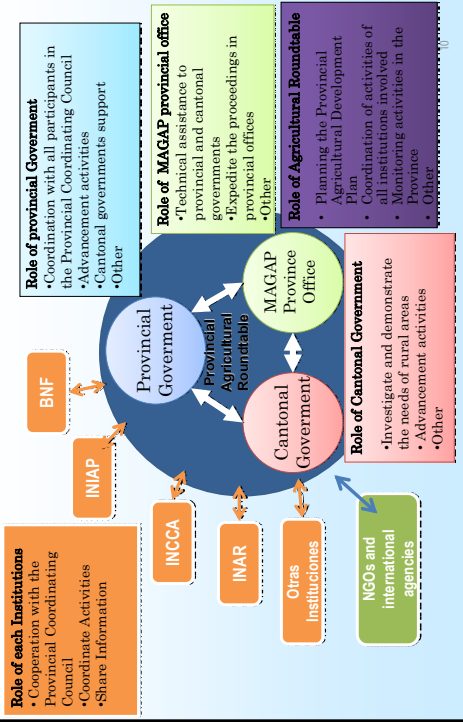 Role of each Institutions
• Cooperation with the
Provincial Coordinating
Council
•Coordinate Activities
•Share Information
BNF
INIAP
INCCA
INAR
Otras
Instituciones
NGOs and
international
agencies
Provincial
Goverment
Provincial
Agricultural
Roundtable
Cantonal
Goverment
MAGAP
Province
Office
Role of provincial Goverment
•Coordination with all participants in
the Provincial Coordinating Council
•Advancement activities
•Cantonal governments support
•Other
Role of MAGAP provincial office
•Technical assistance to
provincial and cantonal
governments
•Expedite the proceedings in
provincial offices
•Other
Role of Agricultural Roundtable
• Planning the Provincial
Agricultural Development
Plan
• Coordination of activities of
all institutions involved
• Monitoring activities in the
Province
• Other
Role of Cantonal Government
•Investigate and demonstrate
the needs of rural areas
• Advancement activities
•Other
10